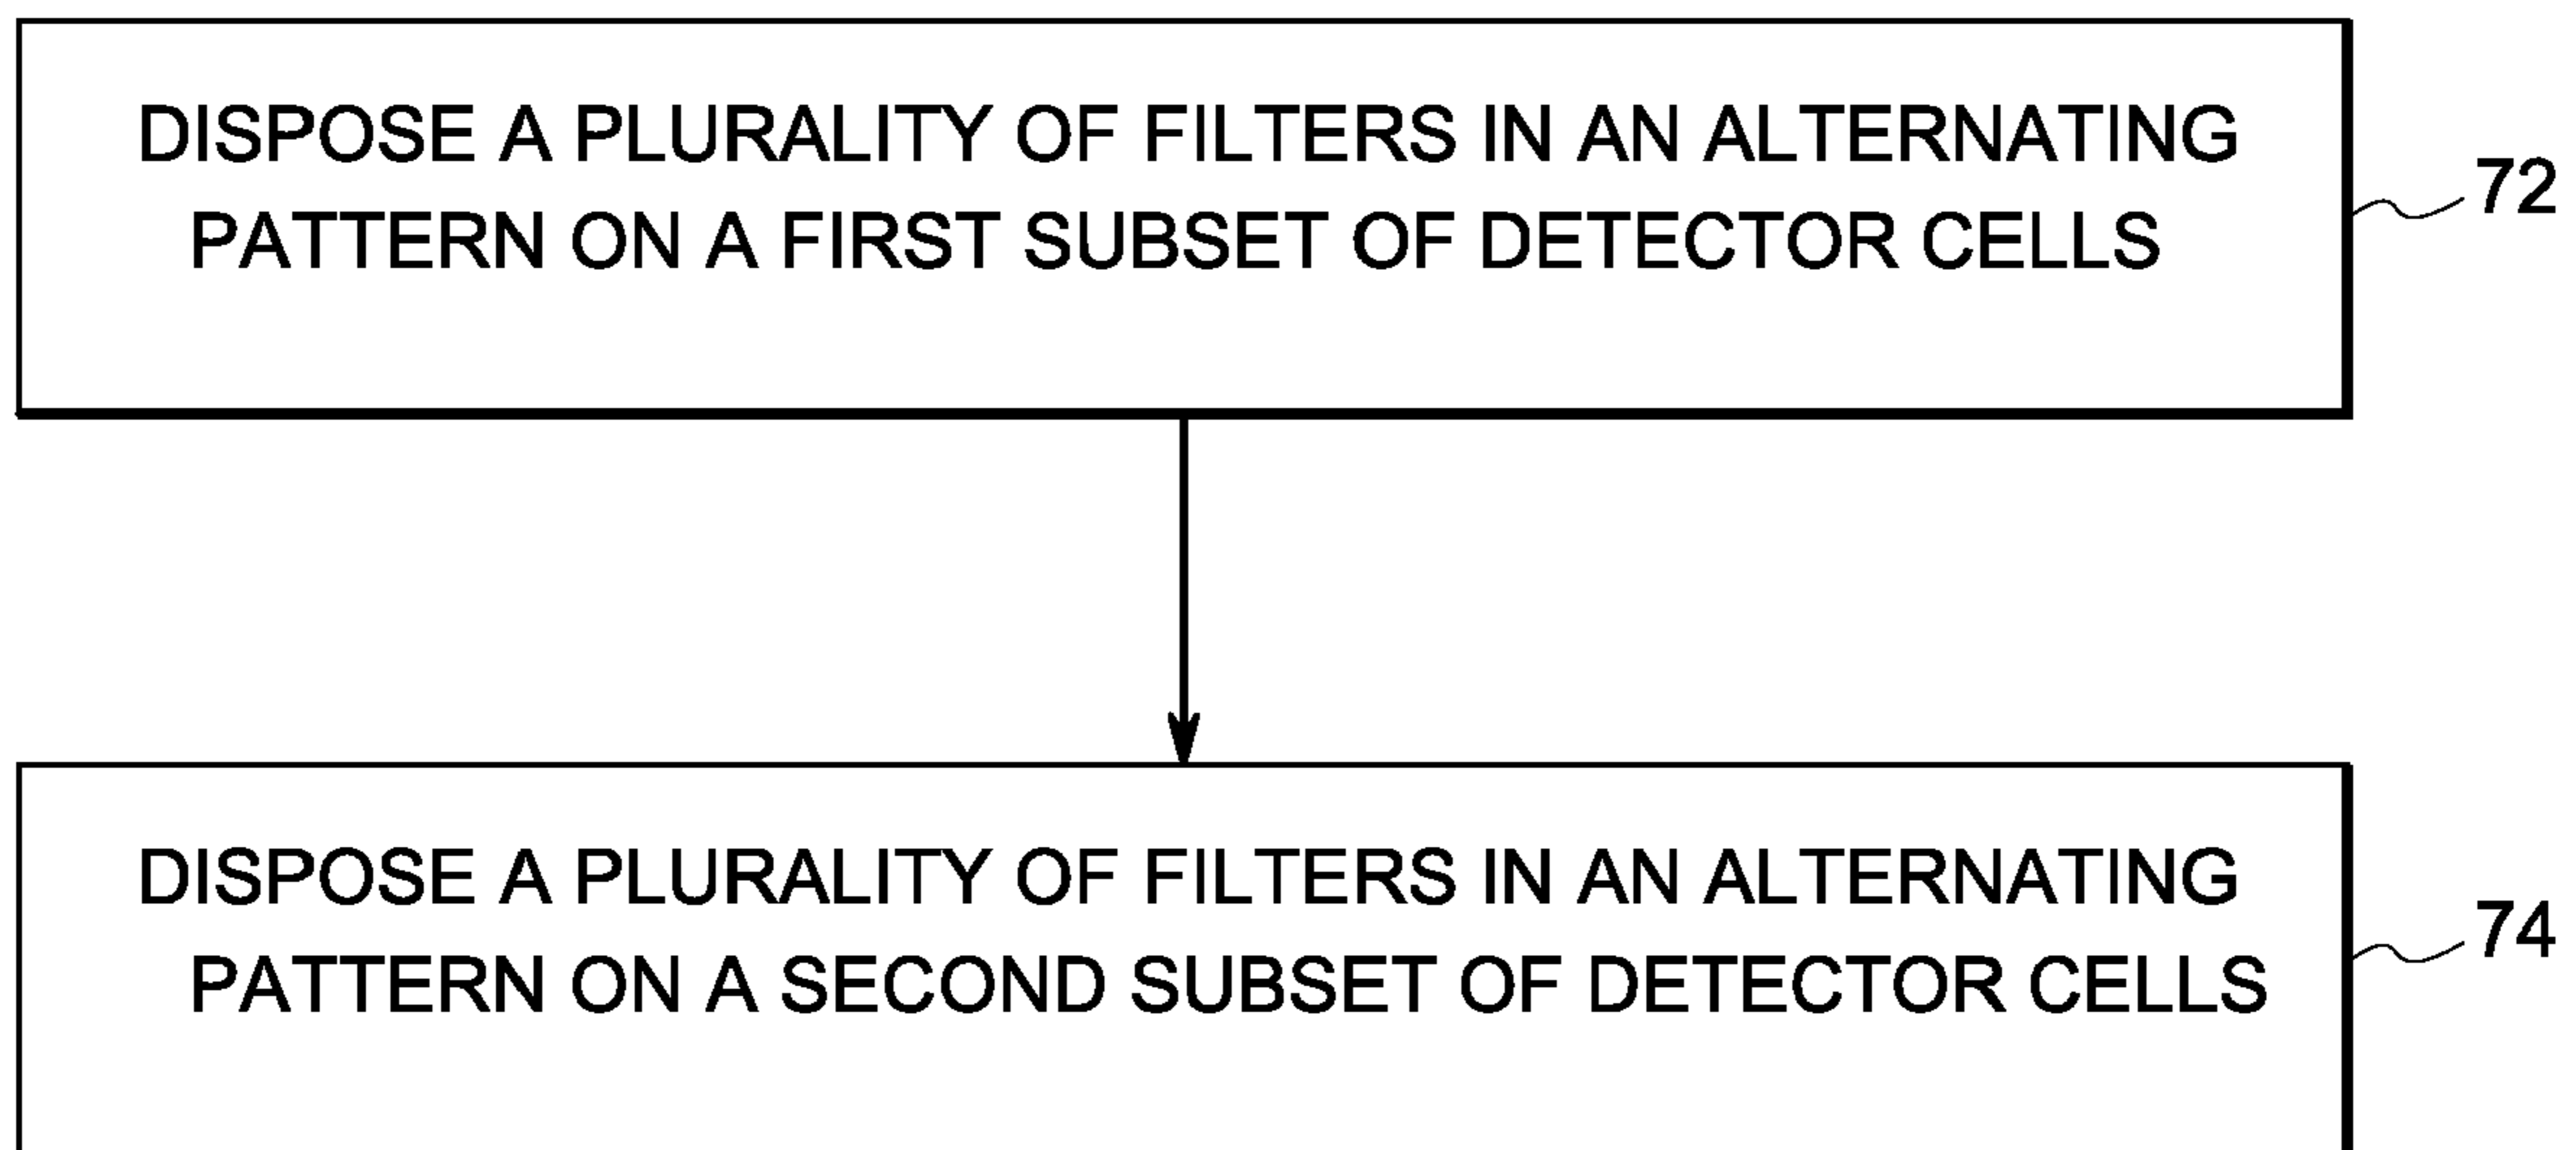 DISPOSE A PLURALITY OF FILTERS IN AN ALTERNATING
PATTERN ON A FIRST SUBSET OF DETECTOR CELLS
72
DISPOSE A PLURALITY OF FILTERS IN AN ALTERNATING
PATTERN ON A SECOND SUBSET OF DETECTOR CELLS
74